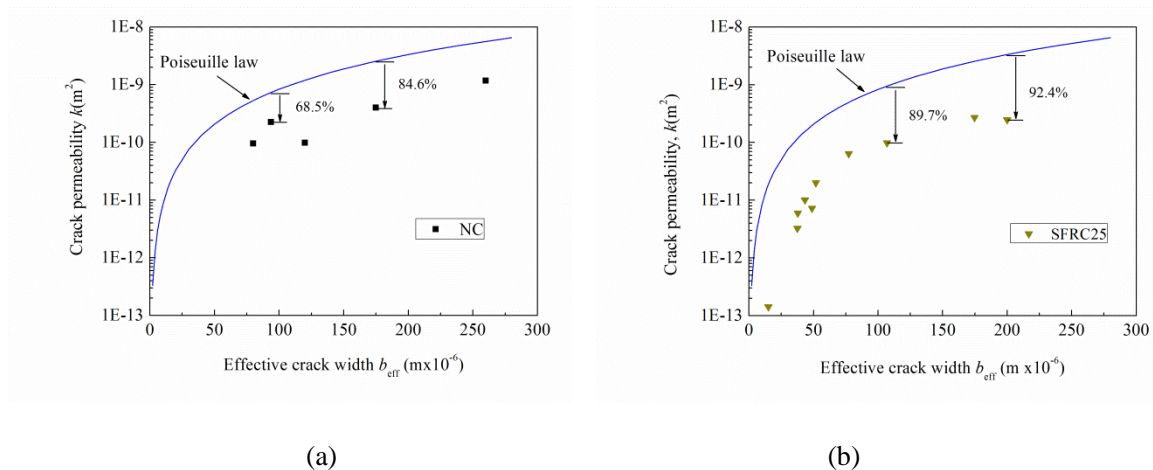 1E-8
1E-9
1E-10
1E-11
1E-12
1E-13
Crack permeability k(m²)
Poiseuille law
68.5%
84.6%
NC
0 50 100 150 200 250 300
Effective crack width b_eff (mx10⁻⁶)
(a)
1E-8
1E-9
1E-10
1E-11
1E-12
1E-13
Crack permeability, k(m²)
Poiseuille law
89.7%
92.4%
SFRC25
0 50 100 150 200 250 300
Effective crack width b_eff (m x10⁻⁶)
(b)